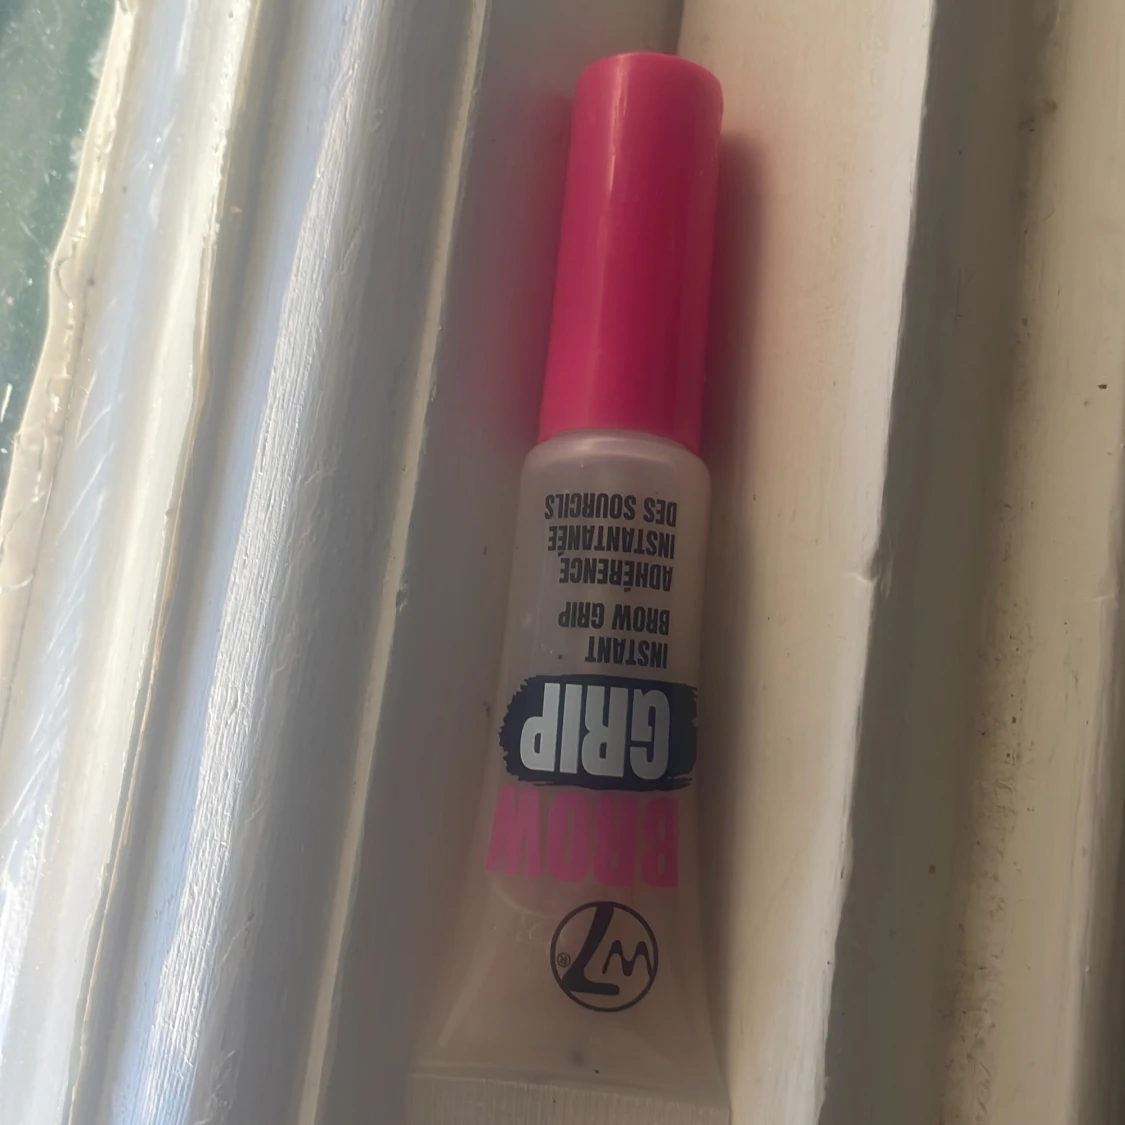 W7®
BROW
GRIP
INSTANT
BROW GRIP
ADHÉRENCE
INSTANTANÉE
DES SOURCILS